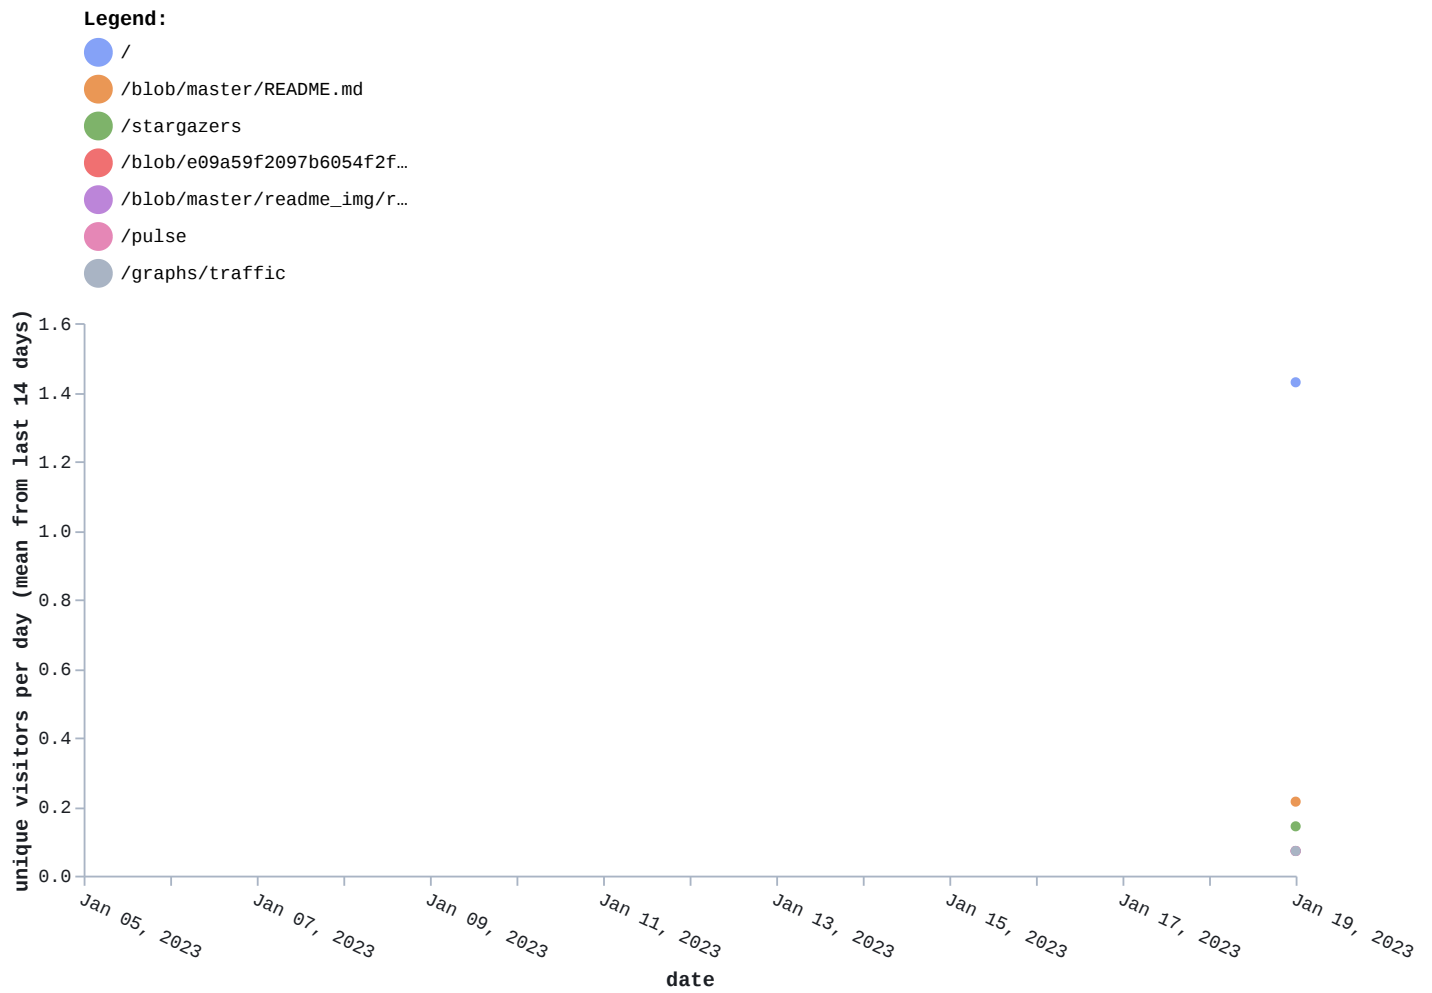 Legend:
/
/blob/master/README.md
/stargazers
/blob/e09a59f2097b6054f2f…
/blob/master/readme_img/r…
/pulse
/graphs/traffic
unique visitors per day (mean from last 14 days)
1.6
1.4
1.2
1.0
0.8
0.6
0.4
0.2
0.0
Jan 05, 2023
Jan 07, 2023
Jan 09, 2023
Jan 11, 2023
Jan 13, 2023
Jan 15, 2023
Jan 17, 2023
Jan 19, 2023
date